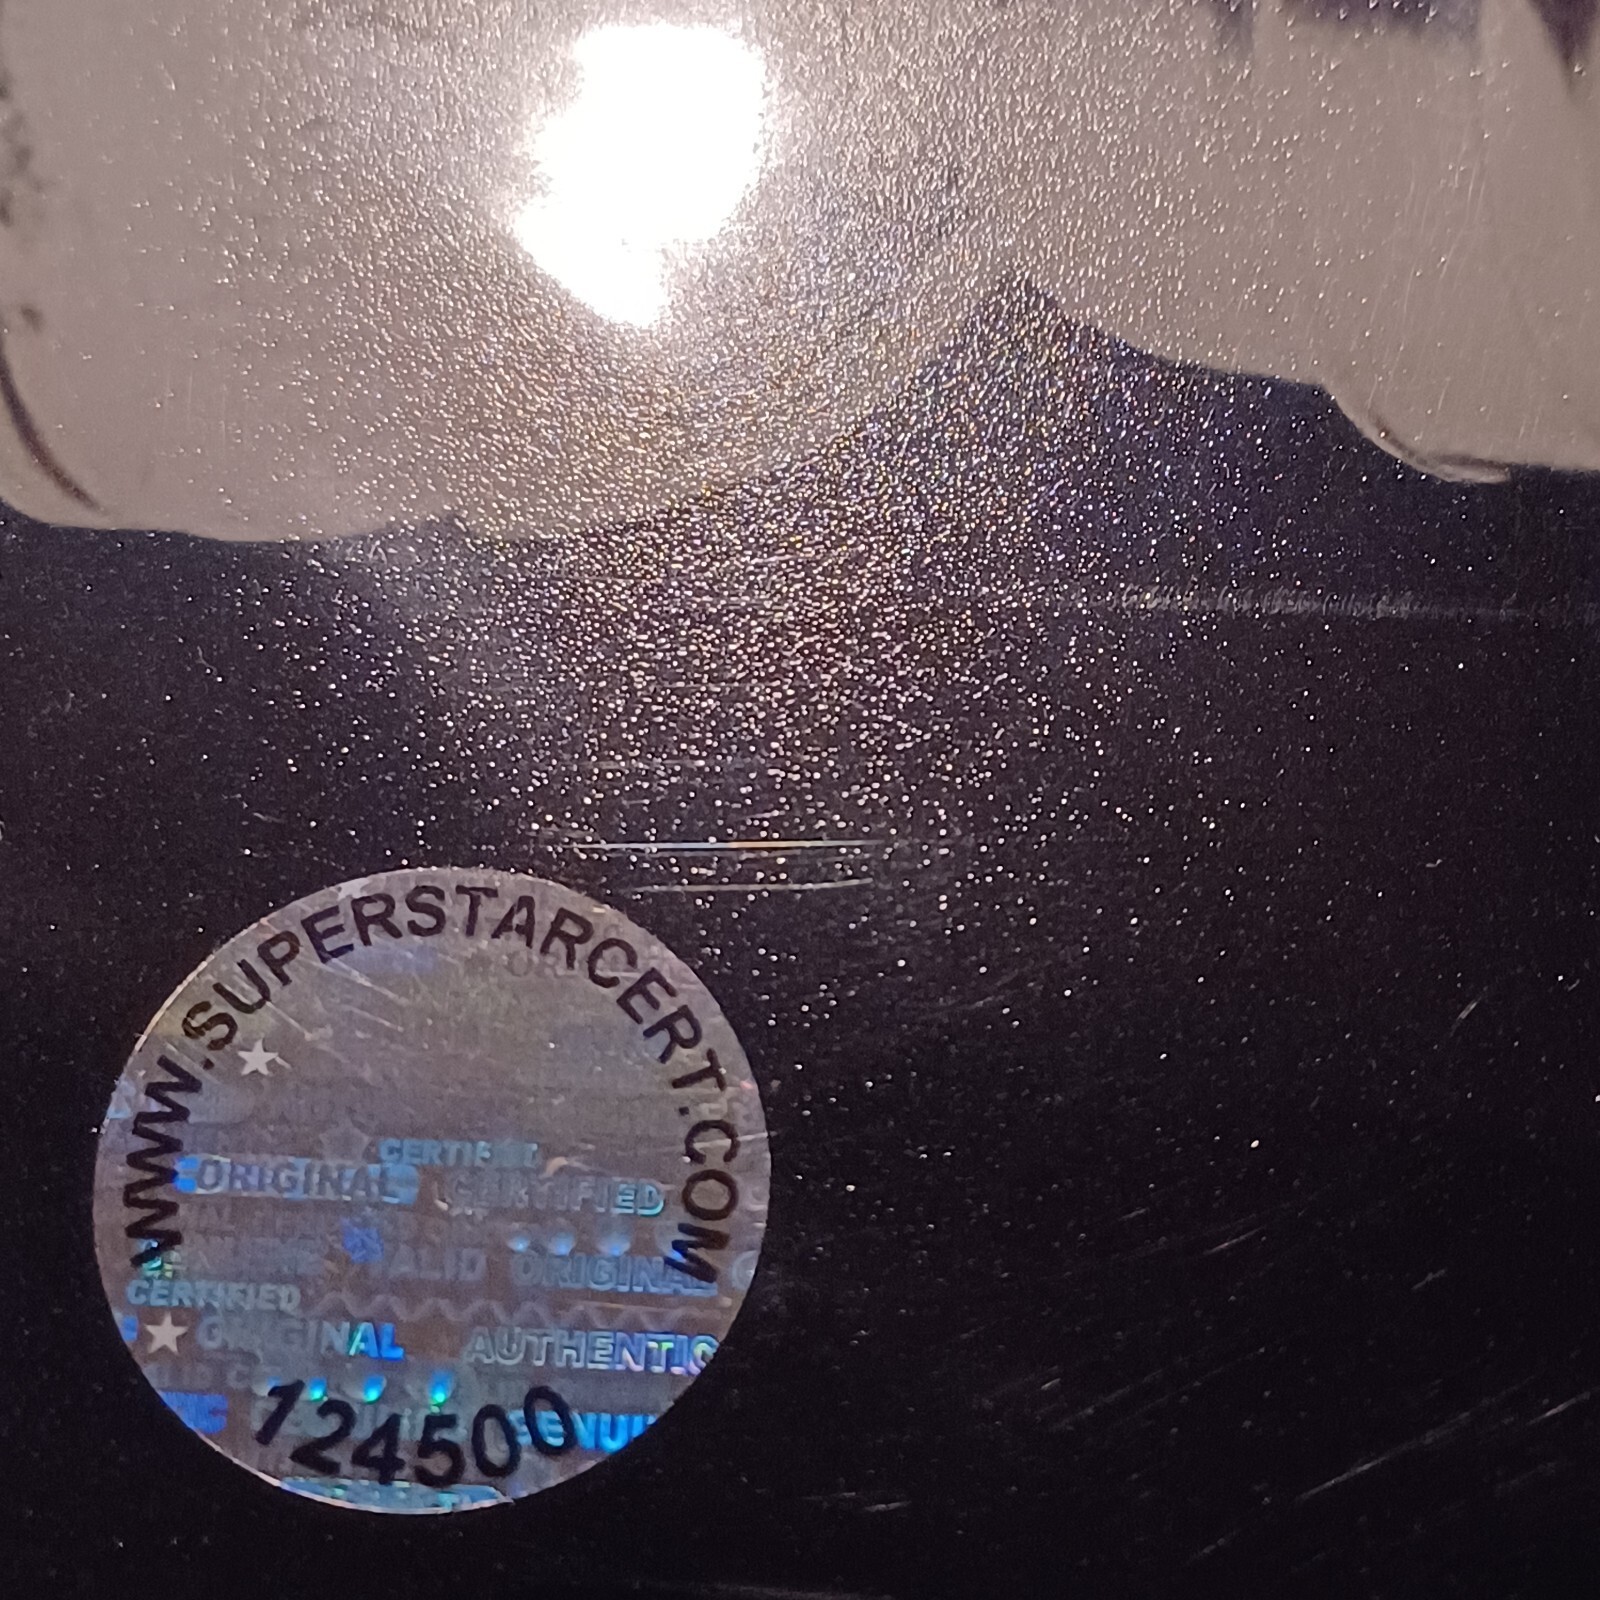 WWW.SUPERSTARCERT.COM
CERTIFIED
ORIGINAL CERTIFIED
VALID ORIGINAL
CERTIFIED
ORIGINAL AUTHENTIC
124500